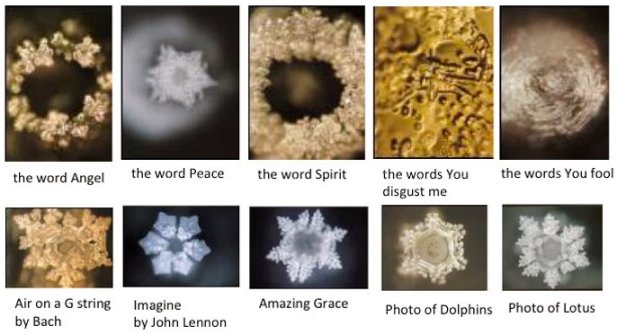 the word Angel
the word Peace
the word Spirit
the words You
disgust me
the words You fool
Air on a G string
by Bach
Imagine
by John Lennon
Amazing Grace
Photo of Dolphins
Photo of Lotus